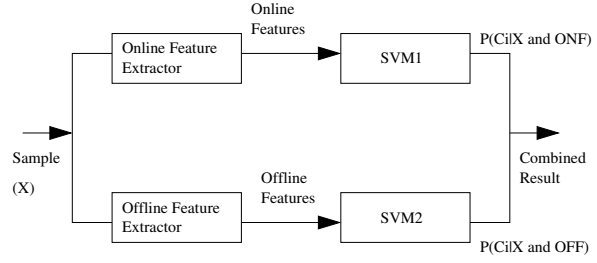 Online
Features
P(Ci|X and ONF)
Online Feature
Extractor
SVM1
Sample
(X)
Combined
Result
Offline
Features
Offline Feature
Extractor
SVM2
P(Ci|X and OFF)